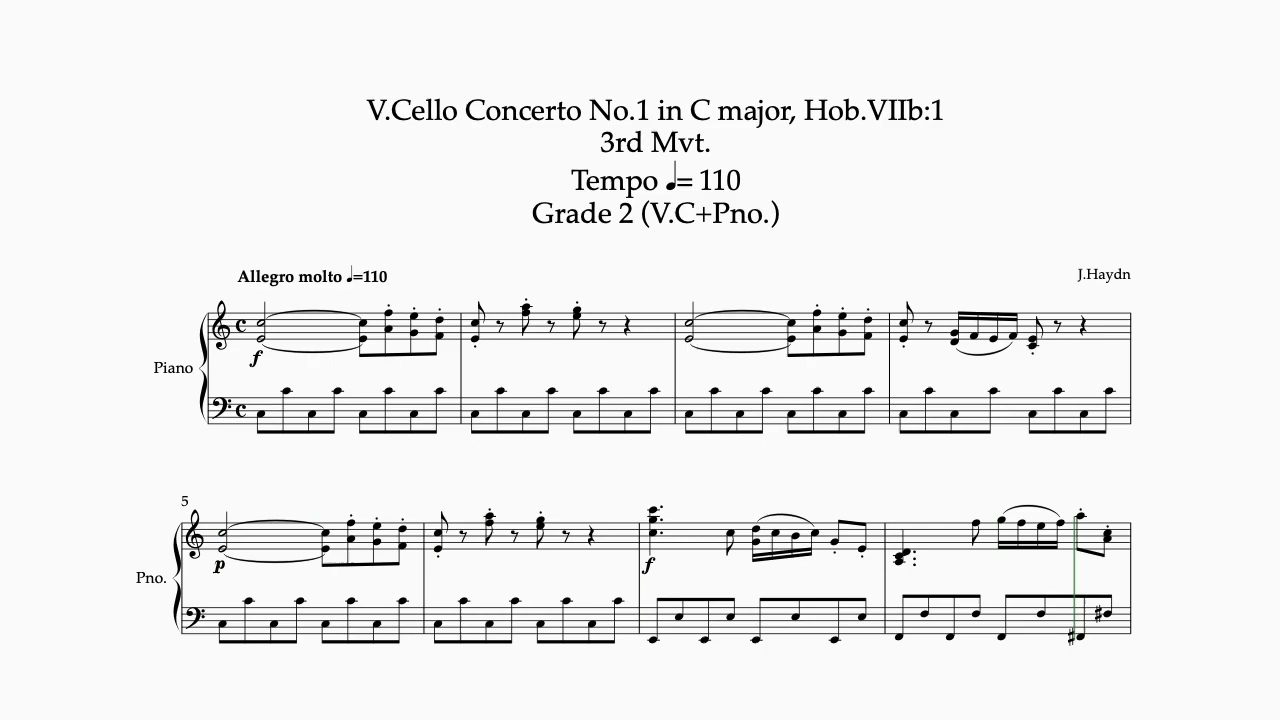 V.Cello Concerto No.1 in C major, Hob.VIIb:1
3rd Mvt.
Tempo ♩= 110
Grade 2 (V.C+Pno.)
Allegro molto ♩=110
J.Haydn
f
Piano
5
p
f
Pno.